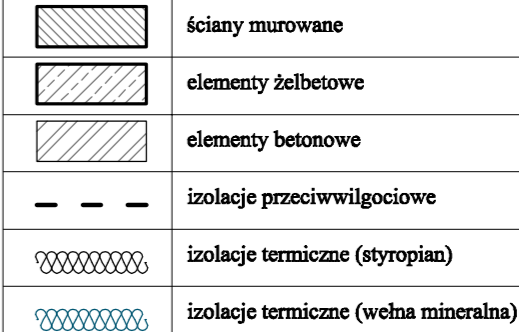 ściany murowane
elementy żelbetowe
elementy betonowe
izolacje przeciwwilgociowe
izolacje termiczne (styropian)
izolacje termiczne (wełna mineralna)